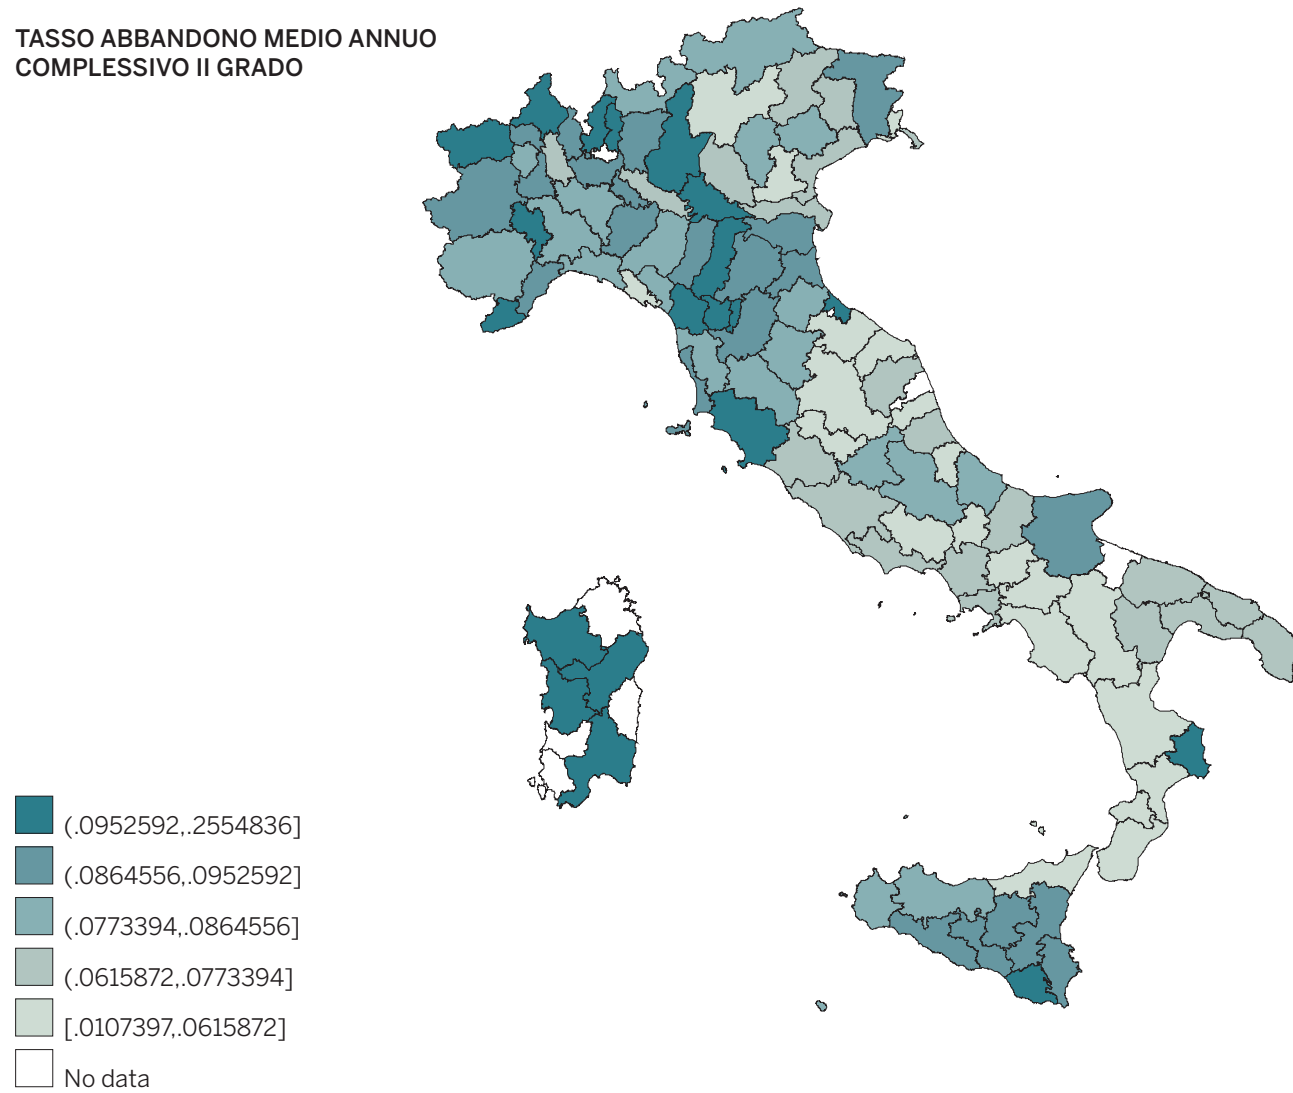 TASSO ABBANDONO MEDIO ANNUO
COMPLESSIVO II GRADO
(.0952592,.2554836]
(.0864556,.0952592]
(.0773394,.0864556]
(.0615872,.0773394]
[.0107397,.0615872]
No data